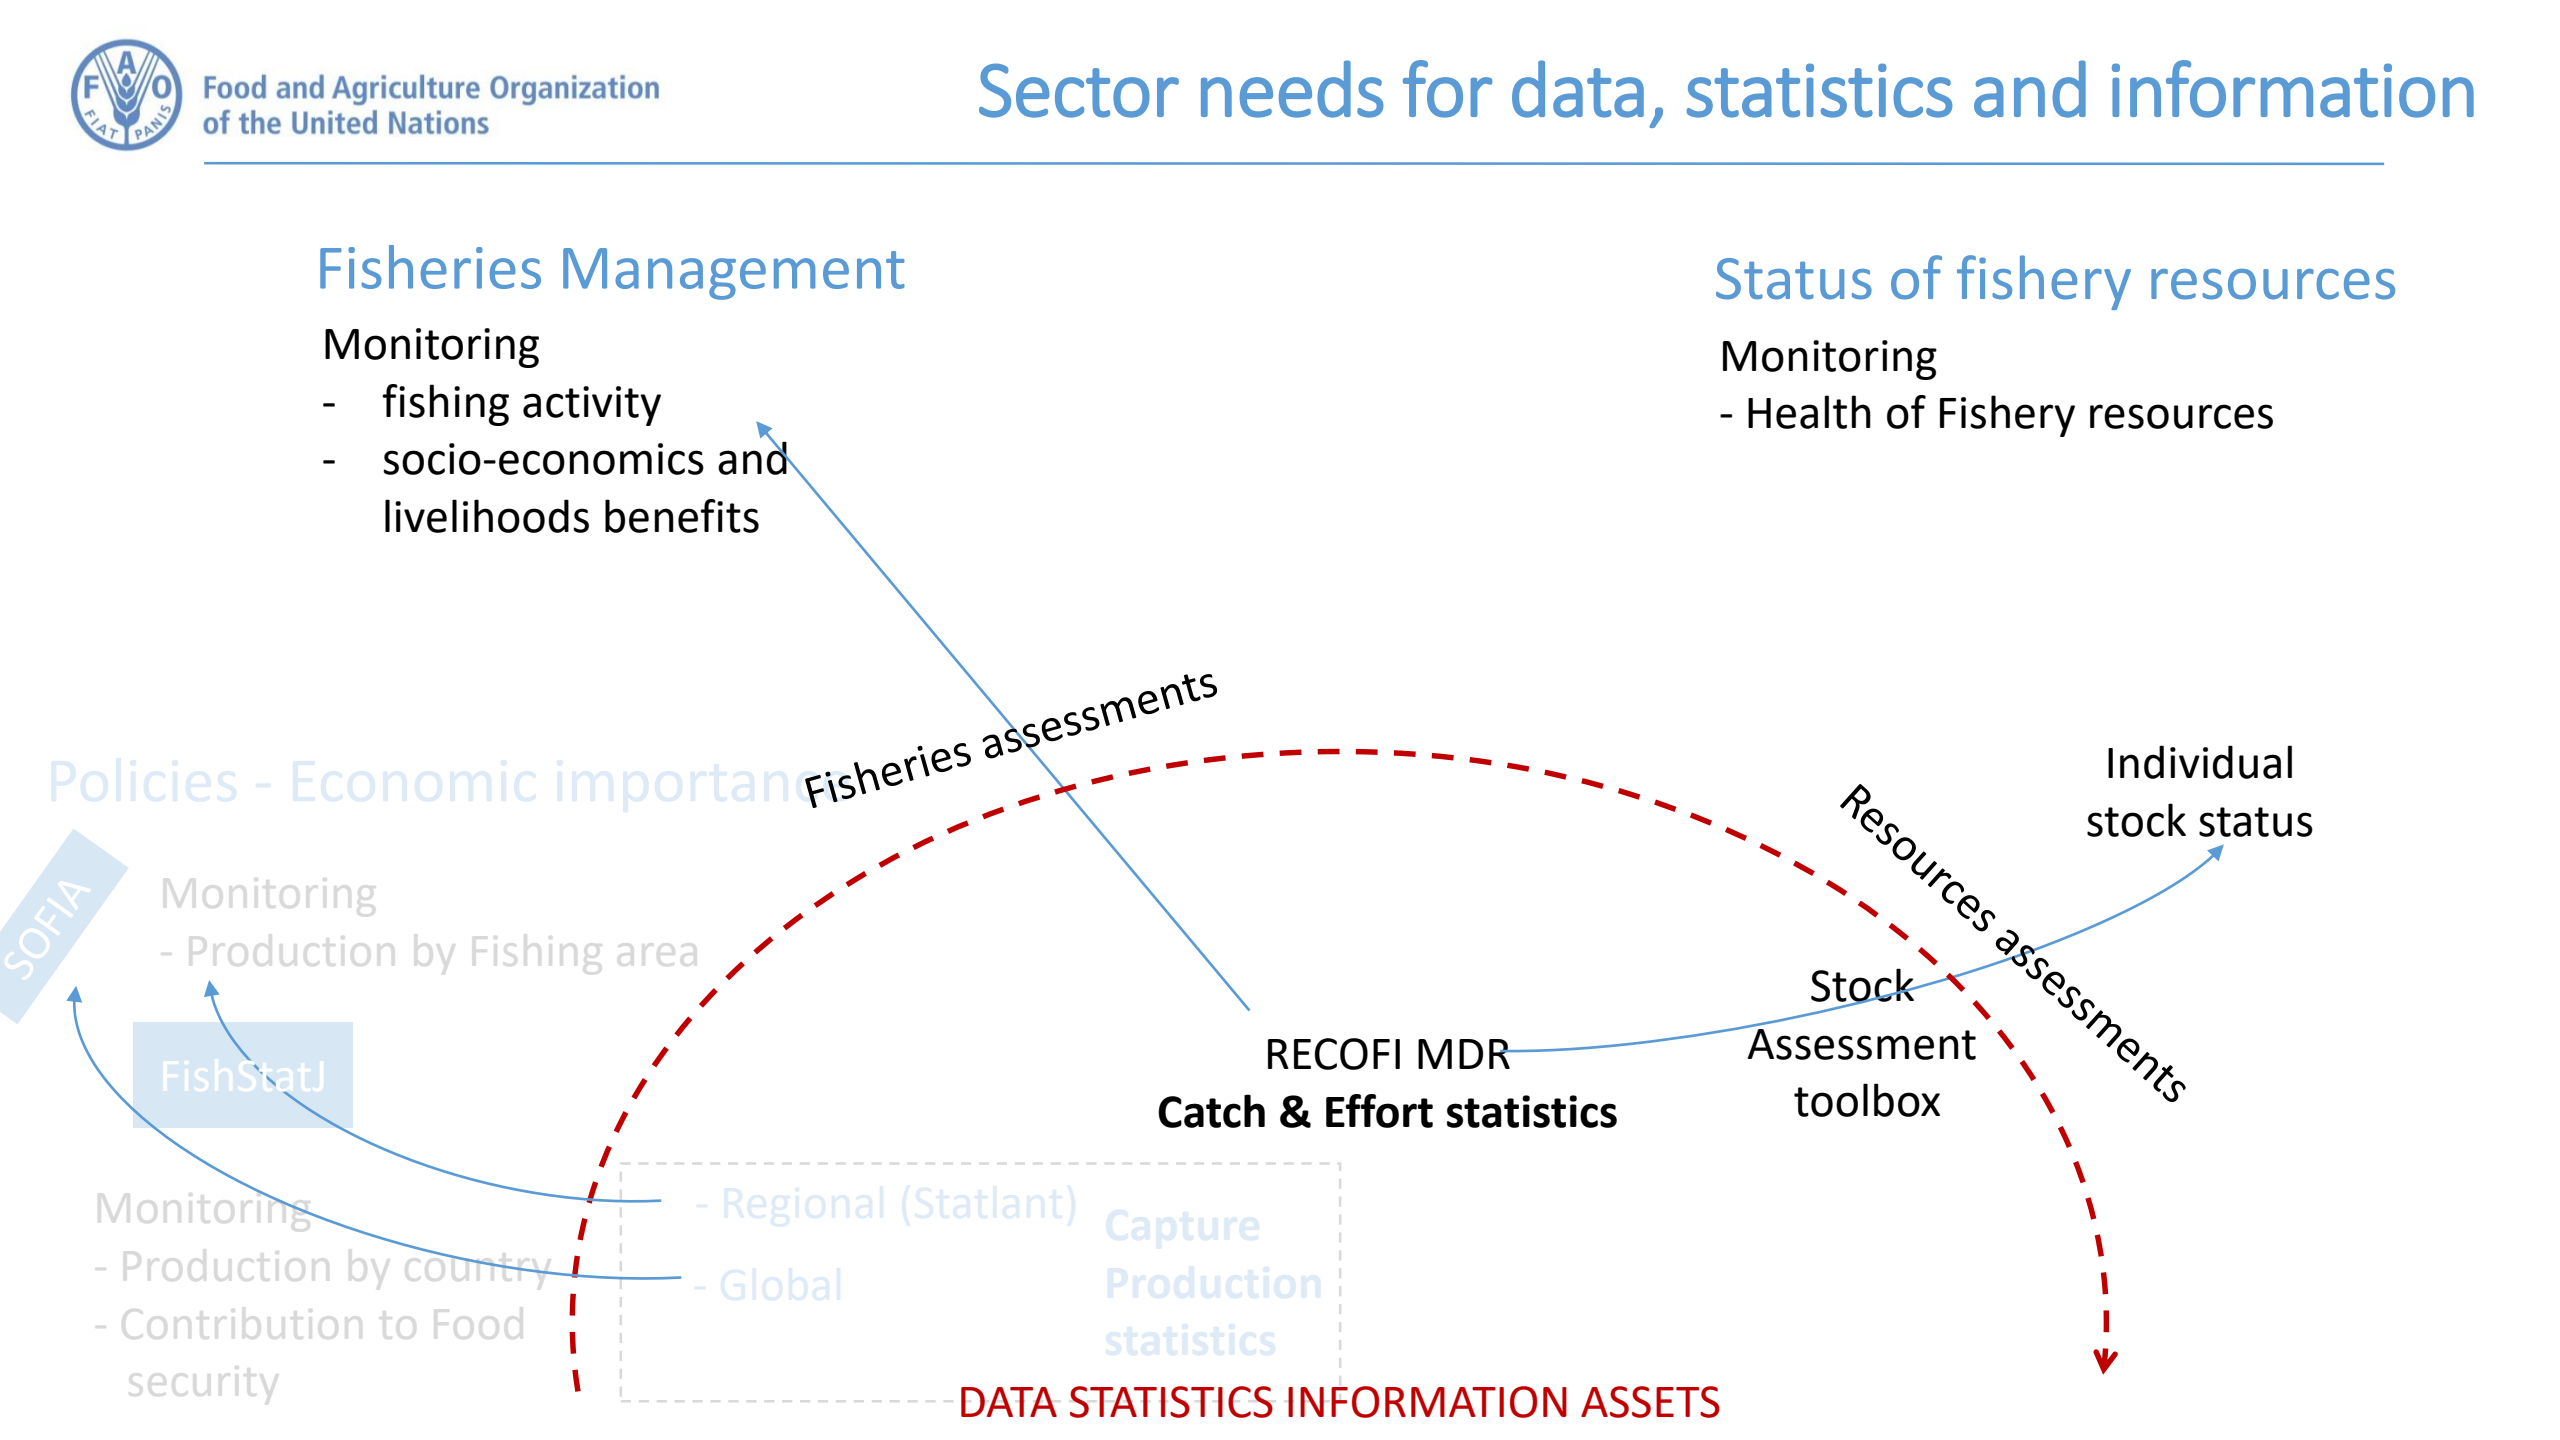 FAO
FIAT PANIS
Food and Agriculture Organization
of the United Nations
Sector needs for data, statistics and information
Fisheries Management
Monitoring
- fishing activity
- socio-economics and
livelihoods benefits
Status of fishery resources
Monitoring
- Health of Fishery resources
Fisheries assessments
Policies - Economic importance
SOFIA
Monitoring
- Production by Fishing area
FishStatJ
Monitoring
- Production by country
- Contribution to Food
security
Individual
stock status
Resources assessments
Stock
Assessment
toolbox
RECOFI MDR
Catch & Effort statistics
- Regional (Statlant)
- Global
Capture
Production
statistics
DATA STATISTICS INFORMATION ASSETS